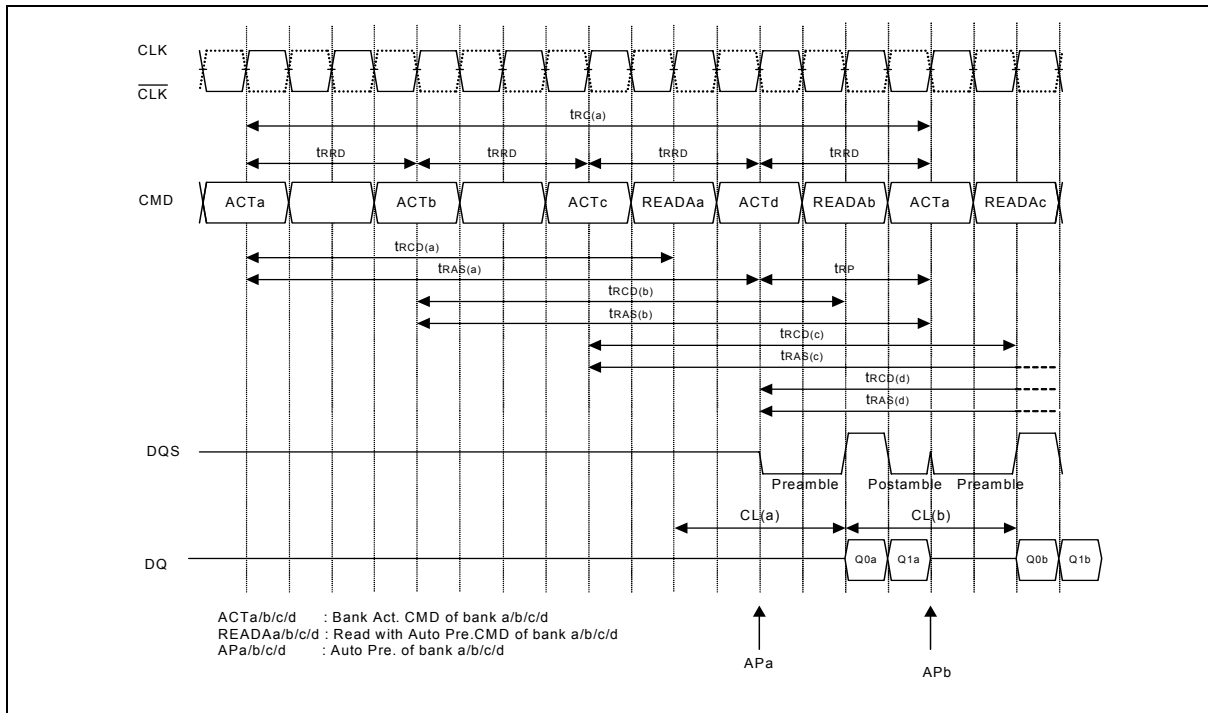 CLK
CLK
tRC(a)
tRRD tRRD tRRD tRRD
CMD ACTa ACTb ACTc READAa ACTd READAb ACTa READAc
tRCD(a)
tRAS(a) tRP
tRCD(b)
tRAS(b)
tRCD(c)
tRAS(c)
tRCD(d)
tRAS(d)
DQS
Preamble Postamble Preamble
CL(a) CL(b)
DQ Q0a Q1a Q0b Q1b
ACTa/b/c/d : Bank Act. CMD of bank a/b/c/d
READAa/b/c/d : Read with Auto Pre.CMD of bank a/b/c/d
APa/b/c/d : Auto Pre. of bank a/b/c/d
APa APb